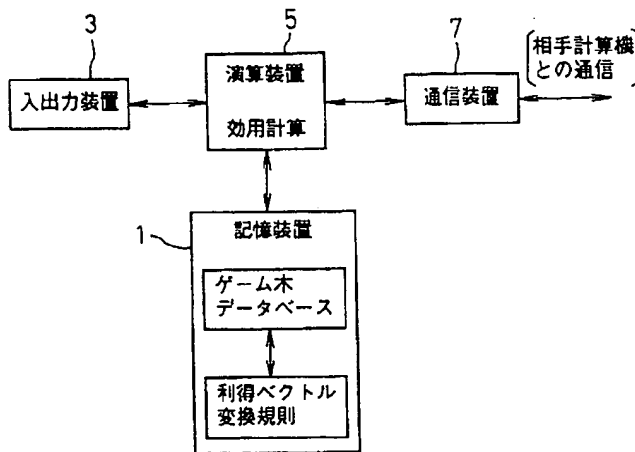 3
入出力装置
5
演算装置
効用計算
7
通信装置
相手計算機
との通信
1
記憶装置
ゲーム木
データベース
利得ベクトル
変換規則